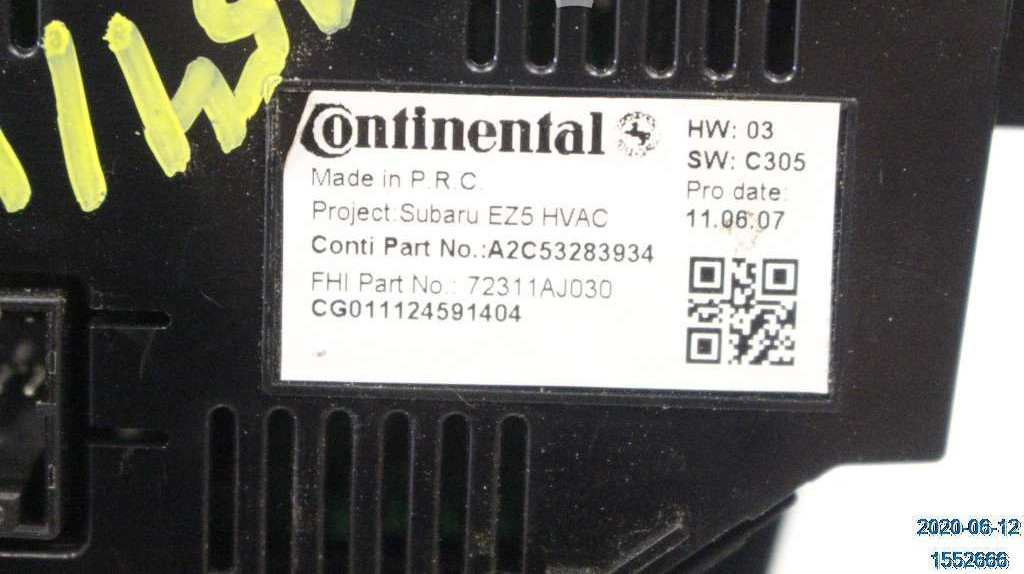 Continental
Made in P.R.C.
Project:Subaru EZ5 HVAC
Conti Part No.:A2C53283934
FHI Part No.: 72311AJ030
CG011124591404
HW: 03
SW: C305
Pro date:
11.06.07
2020-06-12
1552666